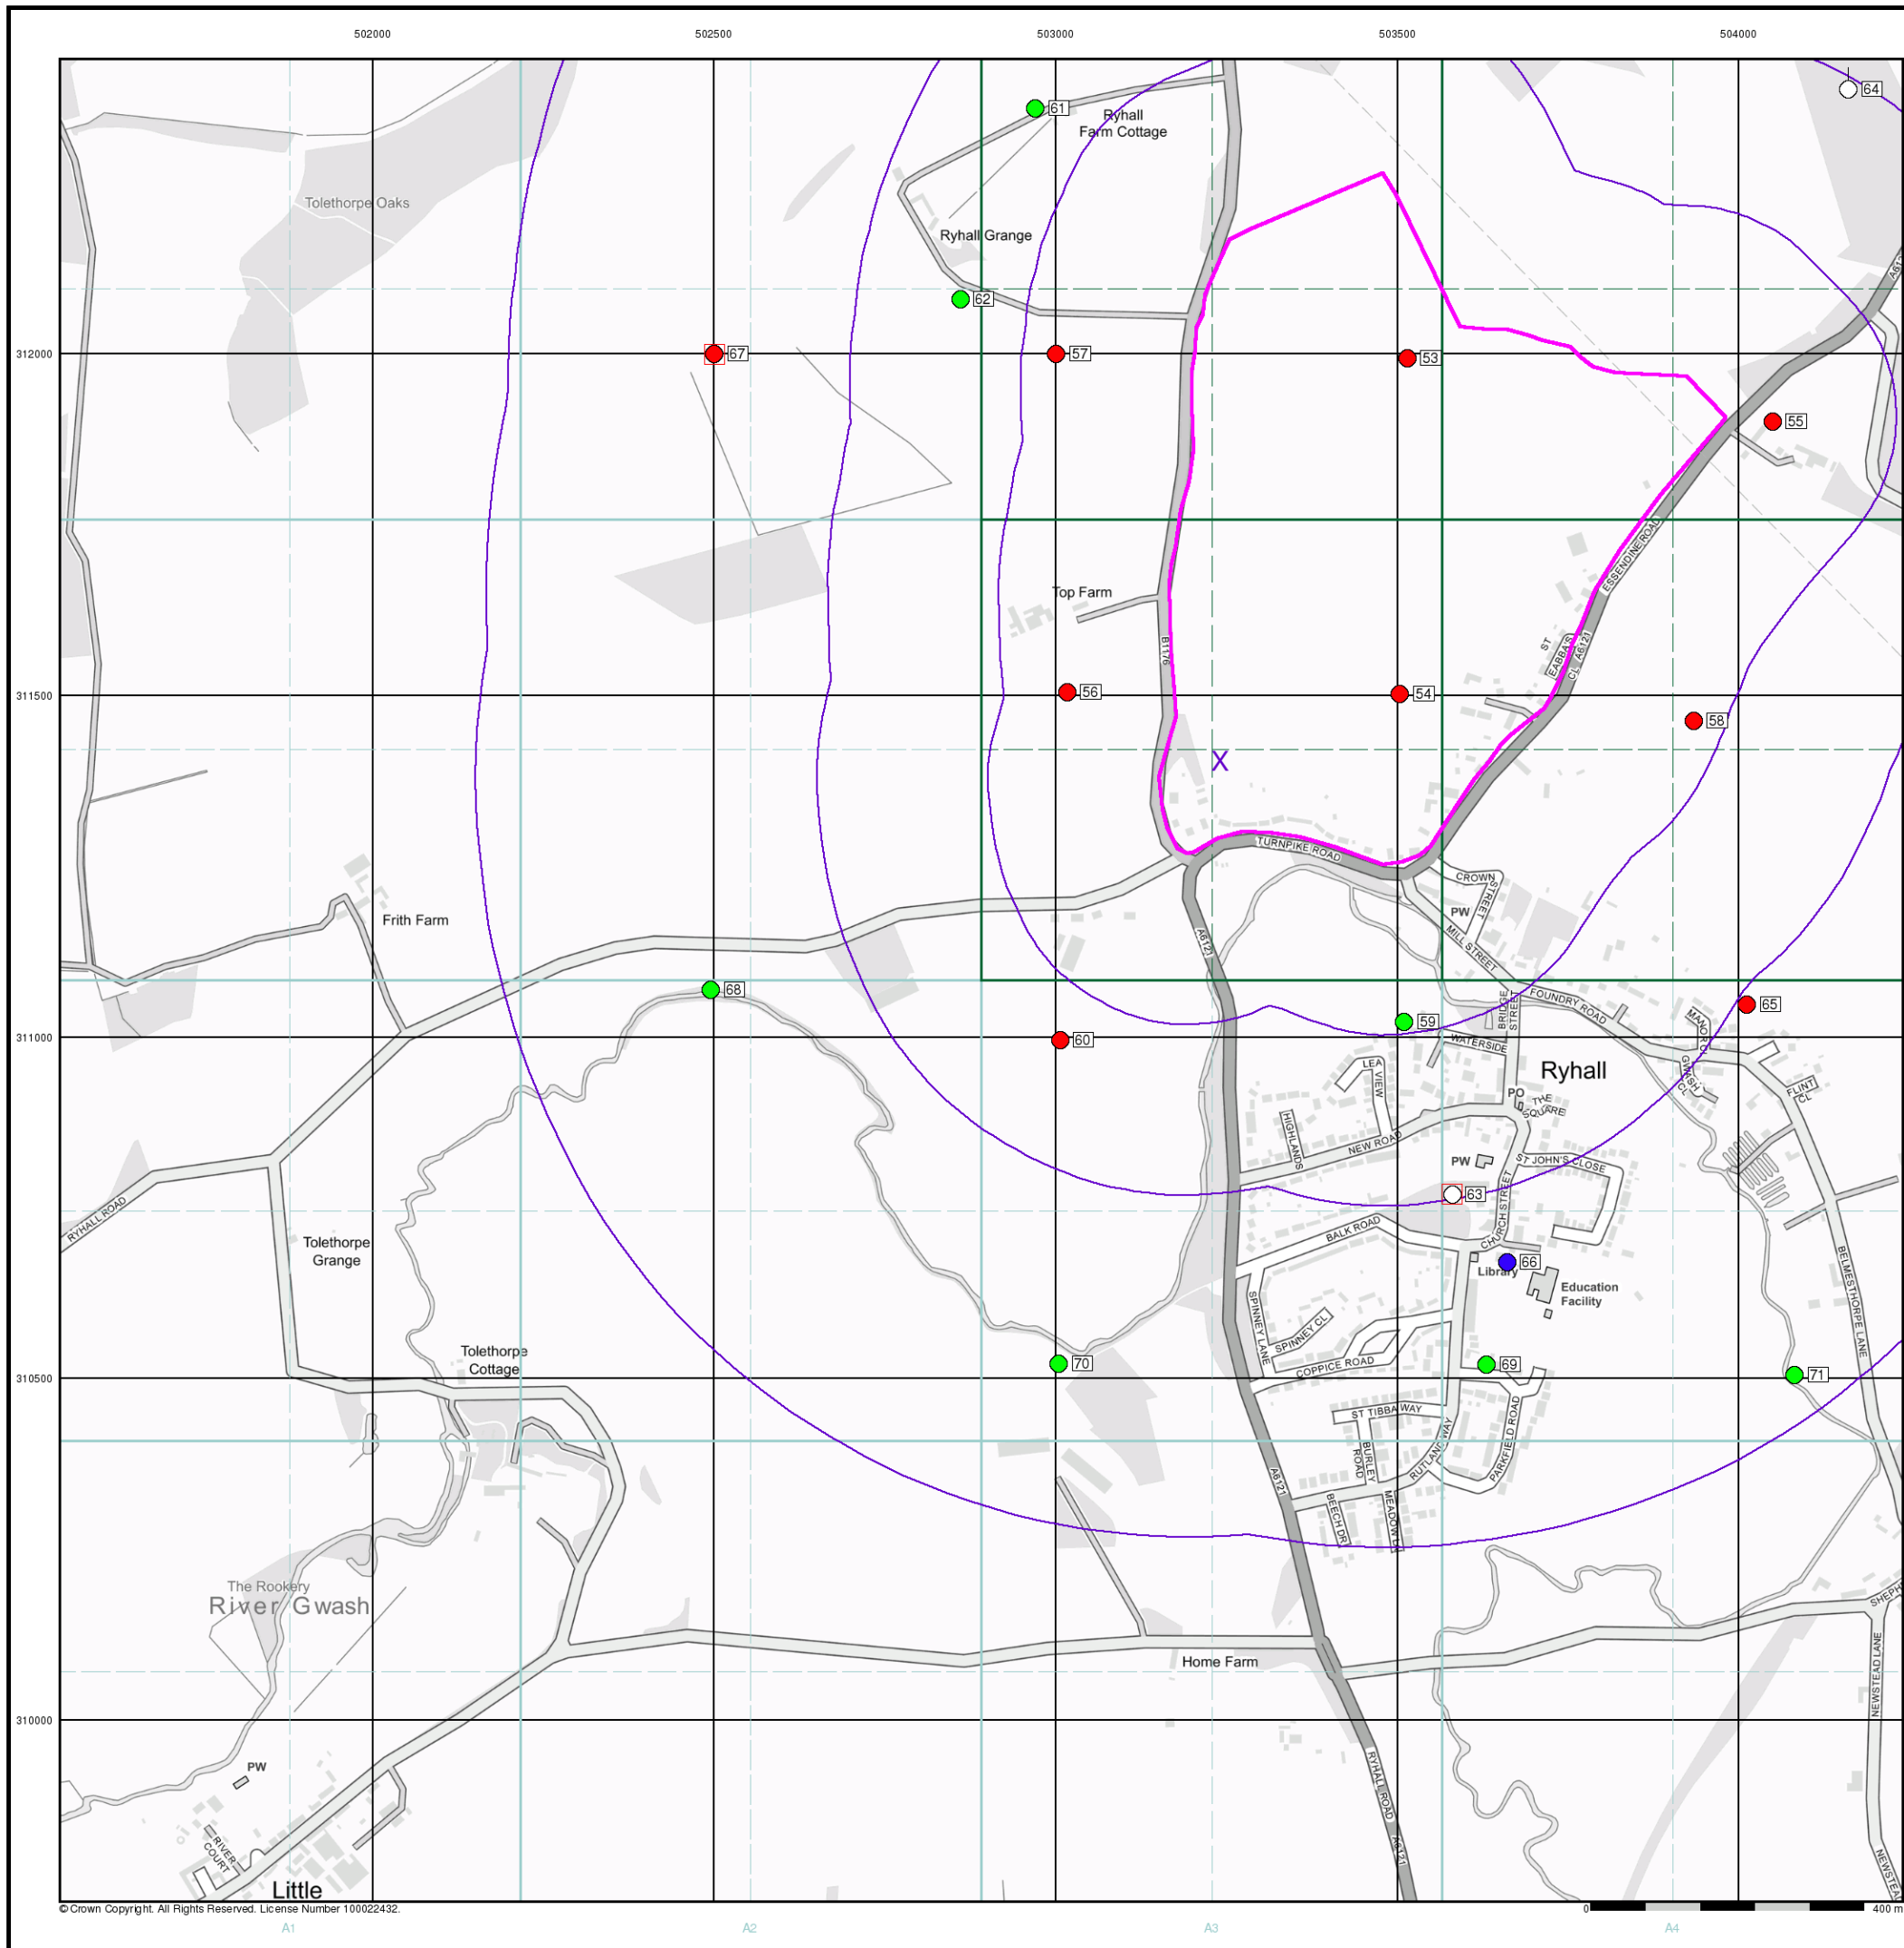 502000 502500 503000 503500 504000
64
61
Ryhall
Farm Cottage
Tolethorpe Oaks
Ryhall Grange
62
312000
67
57
53
55
ESSENDINE ROAD
Top Farm
B1176
ST
EABBA'S
CL
A6121
311500
56
54
58
X
TURNPIKE ROAD
CROWN
STREET
PW
MILL STREET
Frith Farm
A6121
68
FOUNDRY ROAD
65
BRIDGE
STREET
59
MANOR C
311000
60
WATERSIDE
LEA
VIEW
Ryhall
GWASH
CL
FLINT
CL
PO
THE
SQUARE
HIGHLANDS
NEW ROAD
PW
ST JOHN'S CLOSE
63
RYHALL ROAD
CHURCH STREET
BALK ROAD
Tolethorpe
Grange
66
Library
Education
Facility
BELMESTHORPE LANE
SPINNEY LANE
SPINNEY CL
Tolethorpe
Cottage
70
COPPICE ROAD
69
71
310500
ST TIBBA WAY
BURLEY
ROAD
RUTLAND WAY
PARKFIELD ROAD
A6121
BEECH DR
MEADOW L
The Rookery
River Gwash
SHEPH
Home Farm
NEWSTEAD LANE
310000
PW
RYHALL ROAD
A6121
RIVER
COURT
NEWSTEA
Little
© Crown Copyright. All Rights Reserved. License Number 100022432.
0 400 m
A1 A2 A3 A4